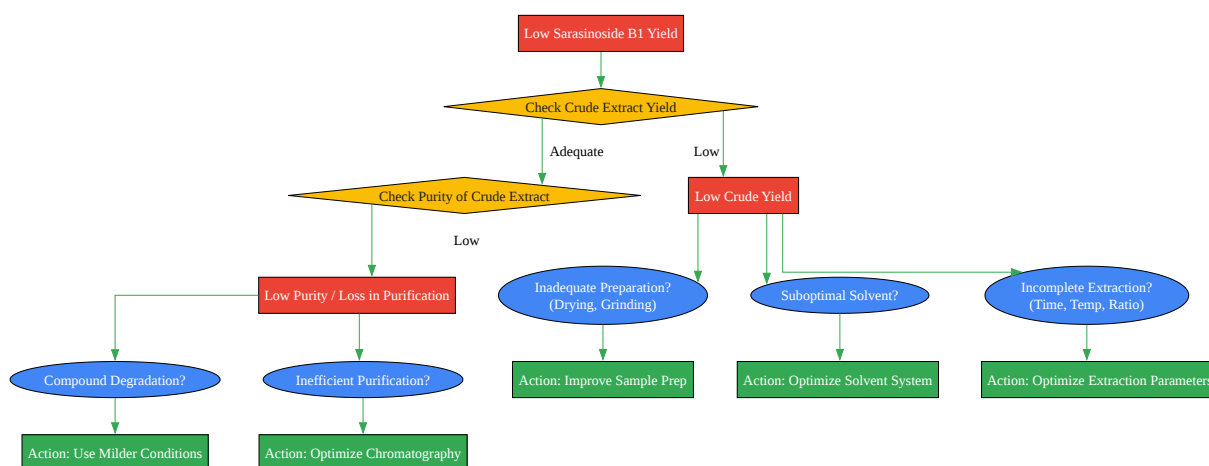 Low Sarasinoside B1 Yield
Check Crude Extract Yield
Adequate
Low
Check Purity of Crude Extract
Low Crude Yield
Low
Low Purity / Loss in Purification
Inadequate Preparation?
(Drying, Grinding)
Suboptimal Solvent?
Incomplete Extraction?
(Time, Temp, Ratio)
Compound Degradation?
Inefficient Purification?
Action: Improve Sample Prep
Action: Optimize Solvent System
Action: Optimize Extraction Parameters
Action: Use Milder Conditions
Action: Optimize Chromatography